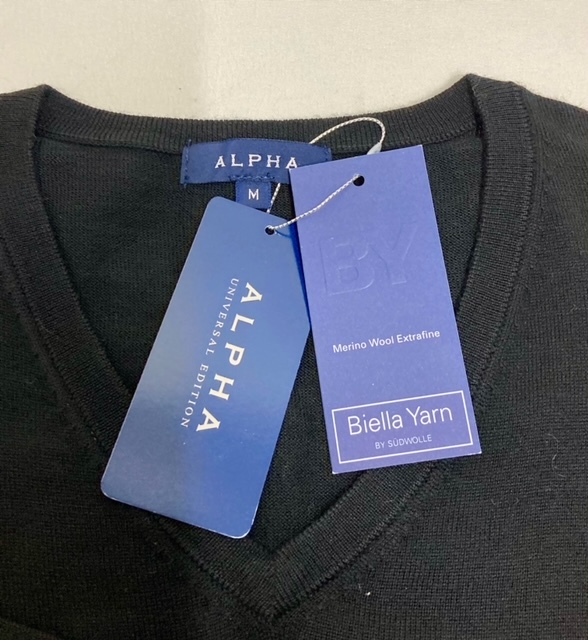 ALPHA
M
ALPHA
UNIVERSAL EDITION
BY
Merino Wool Extrafine
Biella Yarn
BY SÜDWOLLE